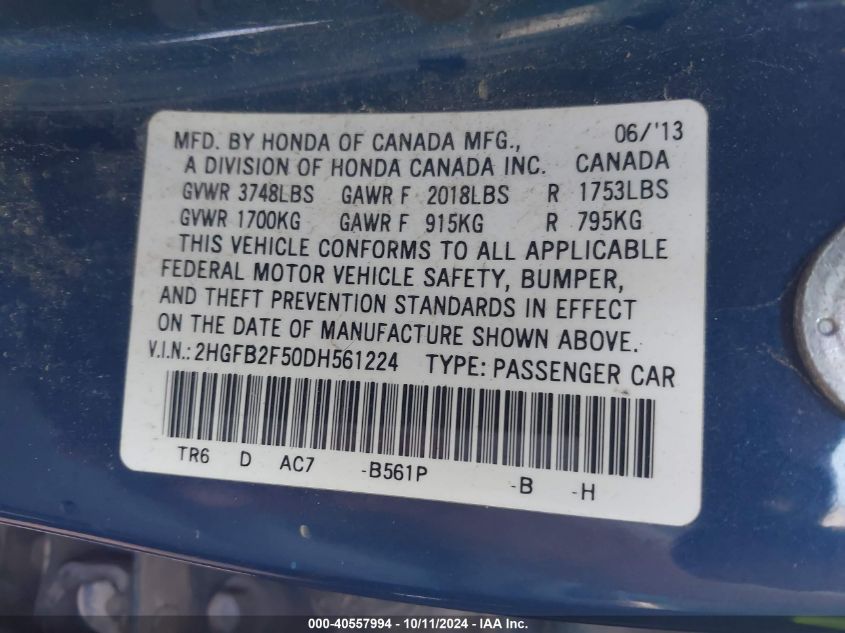 MFD. BY HONDA OF CANADA MFG., 06/'13
A DIVISION OF HONDA CANADA INC. CANADA
GVWR 3748LBS GAWR F 2018LBS R 1753LBS
GVWR 1700KG GAWR F 915KG R 795KG
THIS VEHICLE CONFORMS TO ALL APPLICABLE
FEDERAL MOTOR VEHICLE SAFETY, BUMPER,
AND THEFT PREVENTION STANDARDS IN EFFECT
ON THE DATE OF MANUFACTURE SHOWN ABOVE.
V.I.N.: 2HGFB2F50DH561224 TYPE: PASSENGER CAR
TR6 D AC7 -B561P -B -H
000-40557994 - 10/11/2024 - IAAI.com